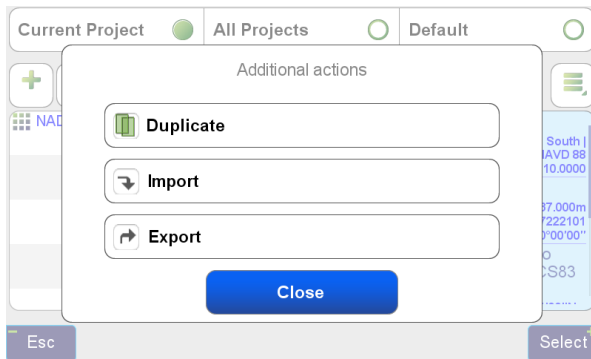 Current Project
All Projects
Default
Additional actions
NAD
Duplicate
South |
NAVD 88
10.0000
Import
87.000m
7222101
0°00'00"
Export
CS83
Close
Esc
Select